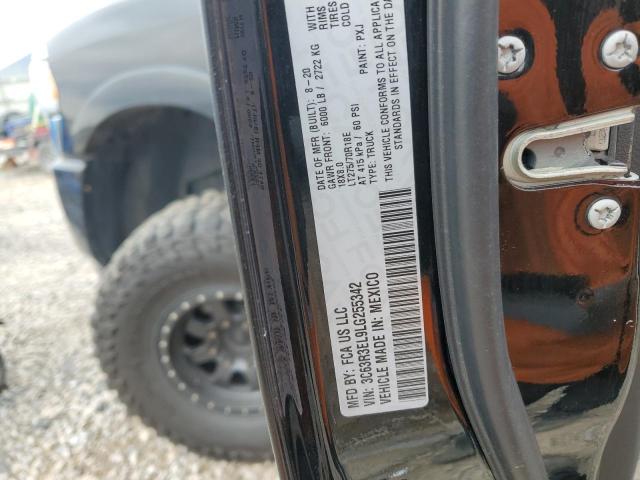 MFD BY: FCA US LLC
DATE OF MFR (BUILT): 8-20
GAWR FRONT: 6000 LB / 2722 KG
WITH
18X8.0
RIMS
LT275/70R18E
TIRES
AT 415 kPa / 60 PSI
COLD
VIN: 3C63R3EL9LG255342
TYPE: TRUCK
PAINT: PXJ
VEHICLE MADE IN: MEXICO
THIS VEHICLE CONFORMS TO ALL APPLICA
STANDARDS IN EFFECT ON THE DA